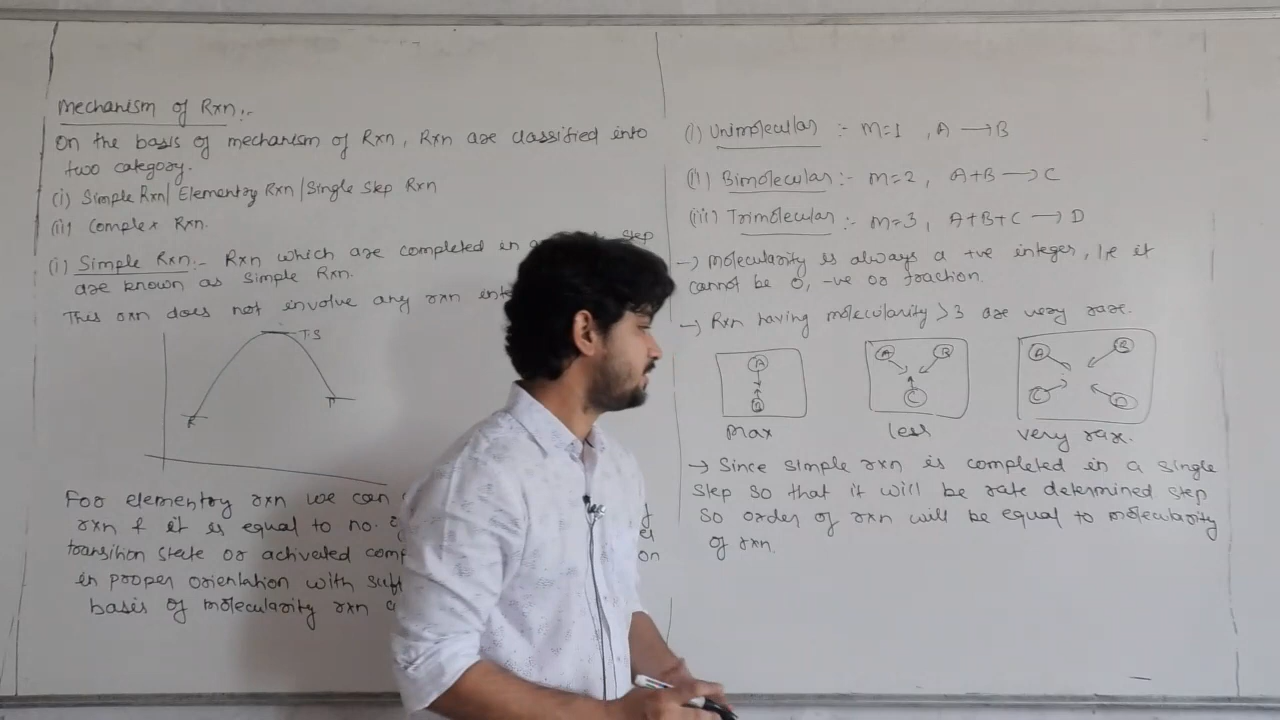 Mechanism of Rxn:-
On the basis of mechanism of Rxn, Rxn are classified into
two category.
(i) Simple Rxn/ Elementry Rxn/Single Step Rxn
(ii) Complex Rxn.
(i) Simple Rxn:- Rxn which are completed in a step
are known as simple Rxn.
This rxn does not involve any rxn
T.S
R
P
For elementry rxn we can
rxn & it is equal to no.
transition state or activated comp on
in proper orientation with suff
basis of molecularity rxn
(i) Unimolecular :- m=1 , A → B
(ii) Bimolecular :- m=2 , A+B → C
(iii) Trimolecular :- m=3 , A+B+C → D
→ molecularity is always a +ve integer, i.e it
cannot be 0, -ve or fraction.
→ Rxn having molecularity >3 are very rare.
A A B A B
B C C D
Max less very rare.
→ Since simple rxn is completed in a single
step so that it will be rate determined step
so order of rxn will be equal to molecularity
of rxn.